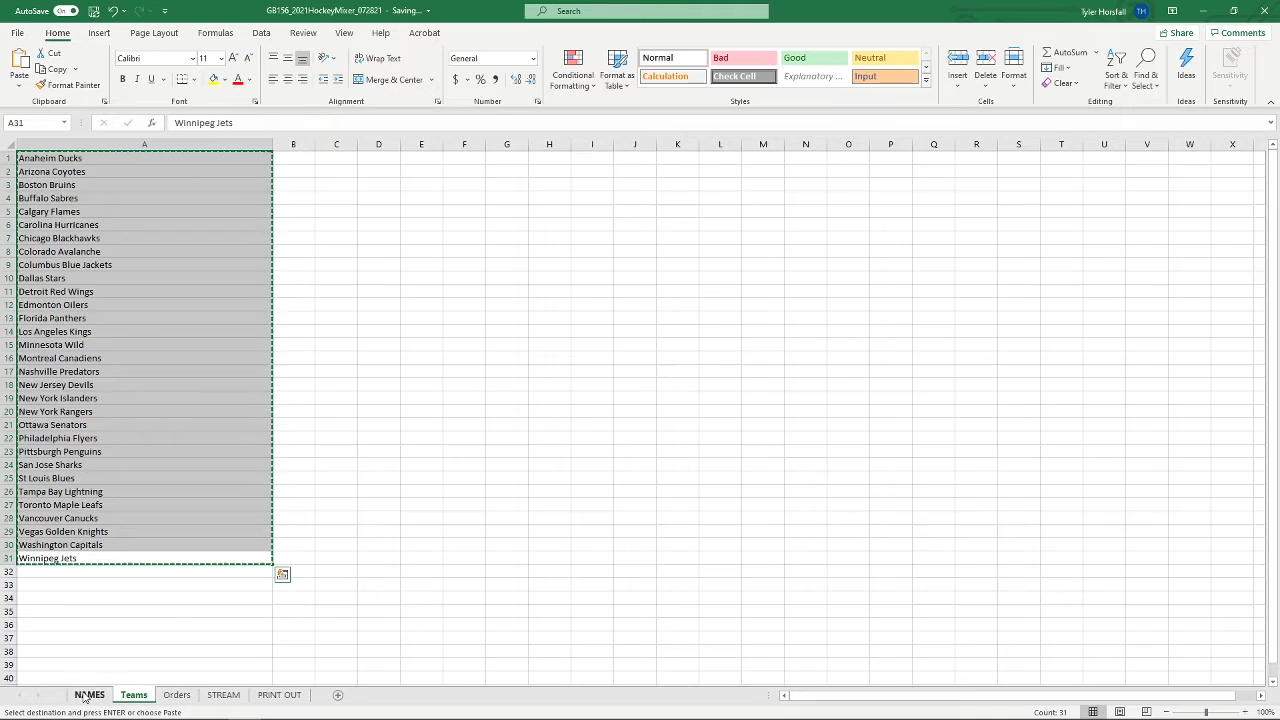 AutoSave On GB156_2021HockeyMixer_072821 - Saving... Search Tyler Horsfall TH
File Home Insert Page Layout Formulas Data Review View Help Acrobat Share Comments
Paste Cut Copy Format Painter Clipboard
Calibri 11 B I U Font
Wrap Text Merge & Center Alignment
General $ % Number
Conditional Formatting Format as Table
Normal Bad Good Neutral
Calculation Check Cell Explanatory ... Input
Styles
Insert Delete Format Cells
AutoSum Fill Clear Sort & Filter Find & Select Editing
Ideas Ideas
Sensitivity Sensitivity
A31 fx Winnipeg Jets
A B C D E F G H I J K L M N O P Q R S T U V W X
1 Anaheim Ducks
2 Arizona Coyotes
3 Boston Bruins
4 Buffalo Sabres
5 Calgary Flames
6 Carolina Hurricanes
7 Chicago Blackhawks
8 Colorado Avalanche
9 Columbus Blue Jackets
10 Dallas Stars
11 Detroit Red Wings
12 Edmonton Oilers
13 Florida Panthers
14 Los Angeles Kings
15 Minnesota Wild
16 Montreal Canadiens
17 Nashville Predators
18 New Jersey Devils
19 New York Islanders
20 New York Rangers
21 Ottawa Senators
22 Philadelphia Flyers
23 Pittsburgh Penguins
24 San Jose Sharks
25 St Louis Blues
26 Tampa Bay Lightning
27 Toronto Maple Leafs
28 Vancouver Canucks
29 Vegas Golden Knights
30 Washington Capitals
31 Winnipeg Jets
32
33
34
35
36
37
38
39
40
NAMES Teams Orders STREAM PRINT OUT
Select destination and press ENTER or choose Paste Count: 31 100%